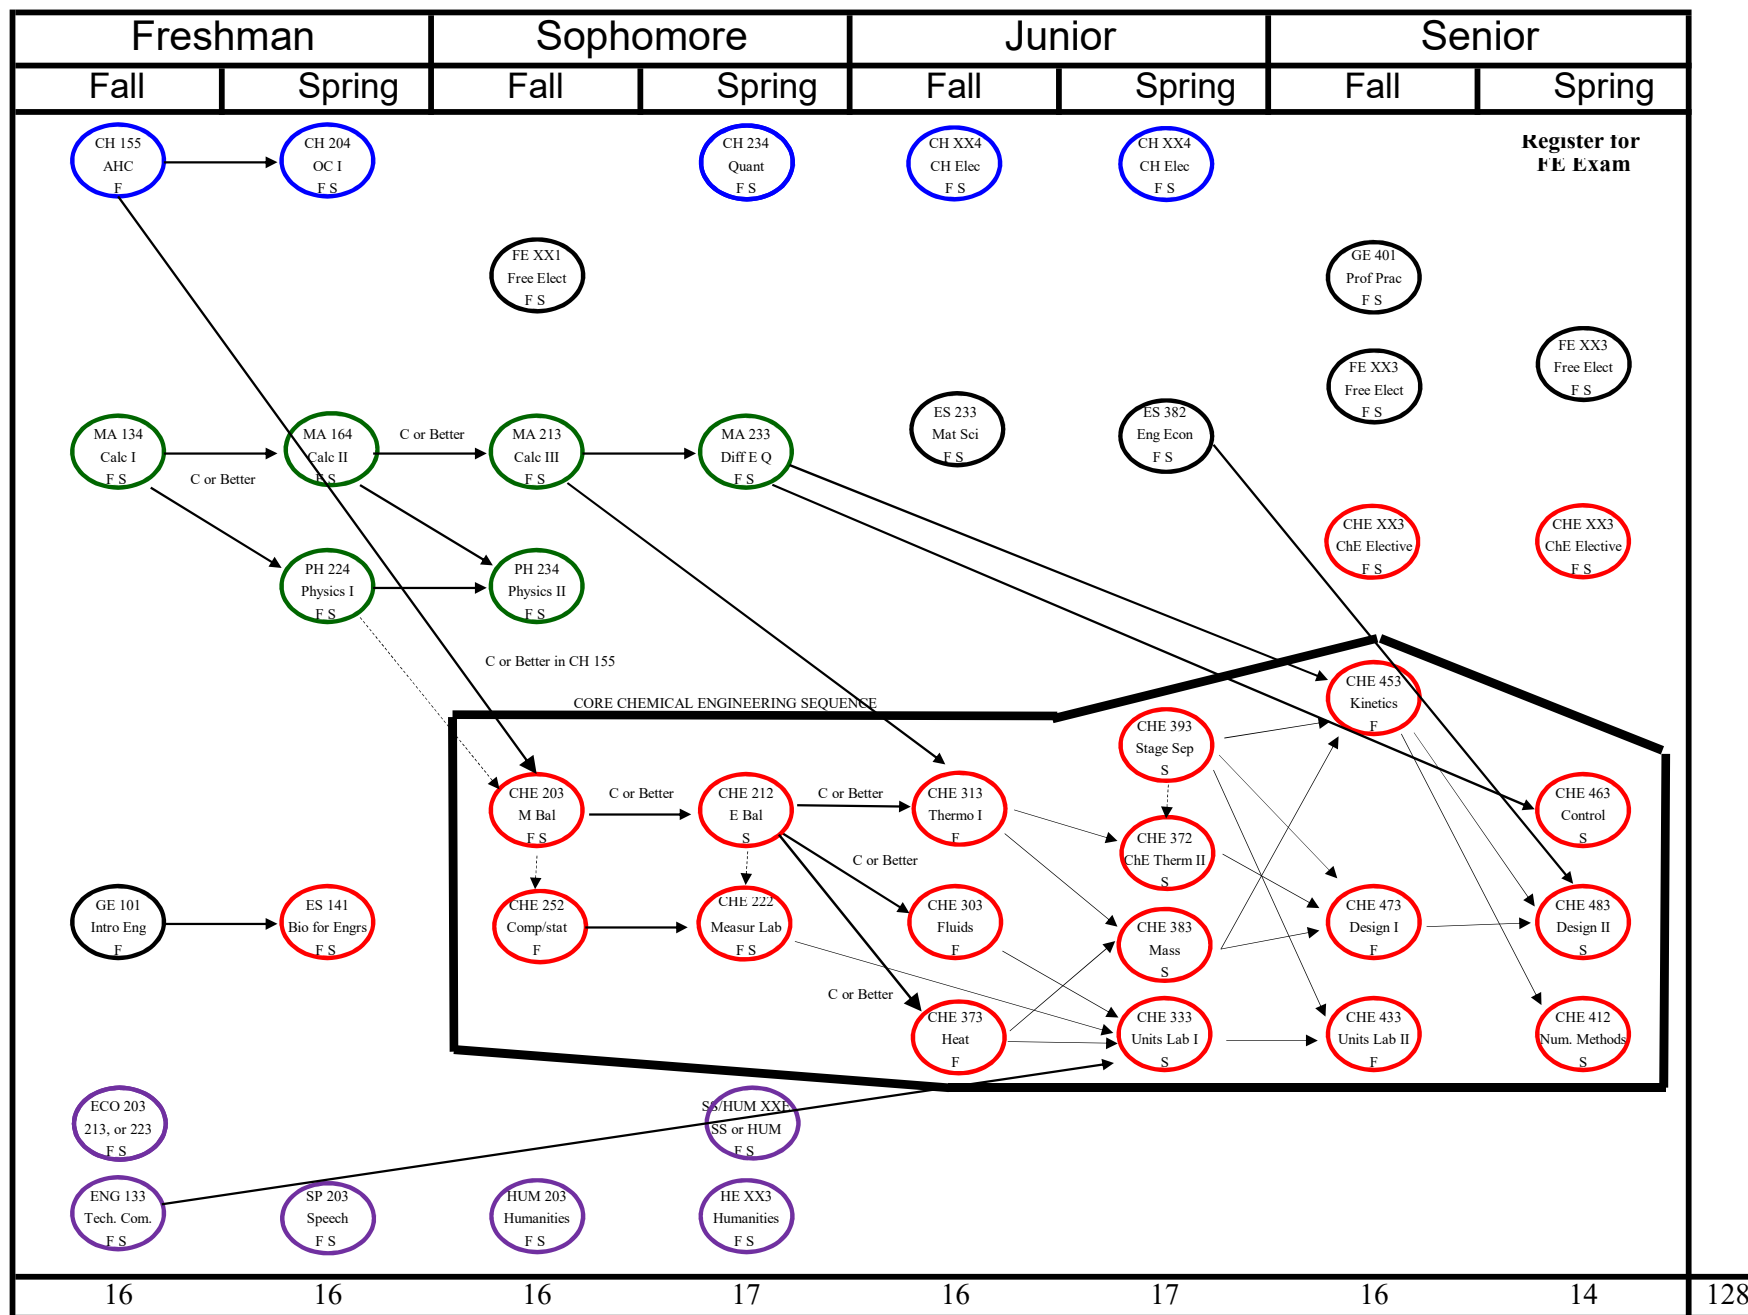 Freshman
Sophomore
Junior
Senior
Fall
Spring
Fall
Spring
Fall
Spring
Fall
Spring
CH 155
AHC
F
CH 204
OC I
F S
CH 234
Quant
F S
CH XX4
CH Elec
F S
CH XX4
CH Elec
F S
Register for
FE Exam
FE XX1
Free Elect
F S
GE 401
Prof Prac
F S
FE XX3
Free Elect
F S
FE XX3
Free Elect
F S
MA 134
Calc I
F S
C or Better
MA 164
Calc II
F S
C or Better
MA 213
Calc III
F S
MA 233
Diff E Q
F S
ES 233
Mat Sci
F S
ES 382
Eng Econ
F S
CHE XX3
ChE Elective
F S
CHE XX3
ChE Elective
F S
PH 224
Physics I
F S
PH 234
Physics II
F S
C or Better in CH 155
CORE CHEMICAL ENGINEERING SEQUENCE
CHE 453
Kinetics
F
CHE 393
Stage Sep
S
CHE 203
M Bal
F S
C or Better
CHE 212
E Bal
S
C or Better
CHE 313
Thermo I
F
CHE 372
ChE Therm II
S
CHE 463
Control
S
C or Better
GE 101
Intro Eng
F
ES 141
Bio for Engrs
F S
CHE 252
Comp/stat
F
CHE 222
Measur Lab
F S
CHE 303
Fluids
F
CHE 383
Mass
S
CHE 473
Design I
F
CHE 483
Design II
S
C or Better
CHE 373
Heat
F
CHE 333
Units Lab I
S
CHE 433
Units Lab II
F
CHE 412
Num. Methods
S
ECO 203
213, or 223
F S
SS/HUM XXE
SS or HUM
F S
ENG 133
Tech. Com.
F S
SP 203
Speech
F S
HUM 203
Humanities
F S
HE XX3
Humanities
F S
16
16
16
17
16
17
16
14
128